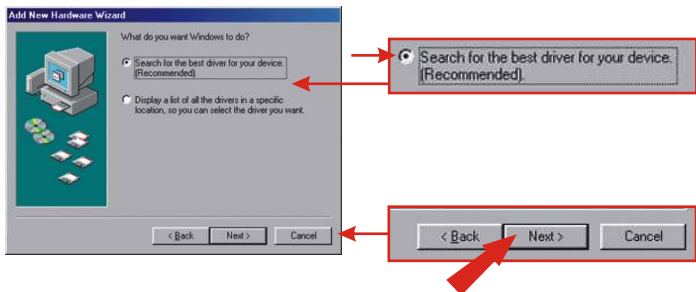 Add New Hardware Wizard
What do you want Windows to do?
Search for the best driver for your device.
(Recommended).
Display a list of all the drivers in a specific
location, so you can select the driver you want.
< Back
Next >
Cancel
Search for the best driver for your device.
(Recommended).
< Back
Next >
Cancel